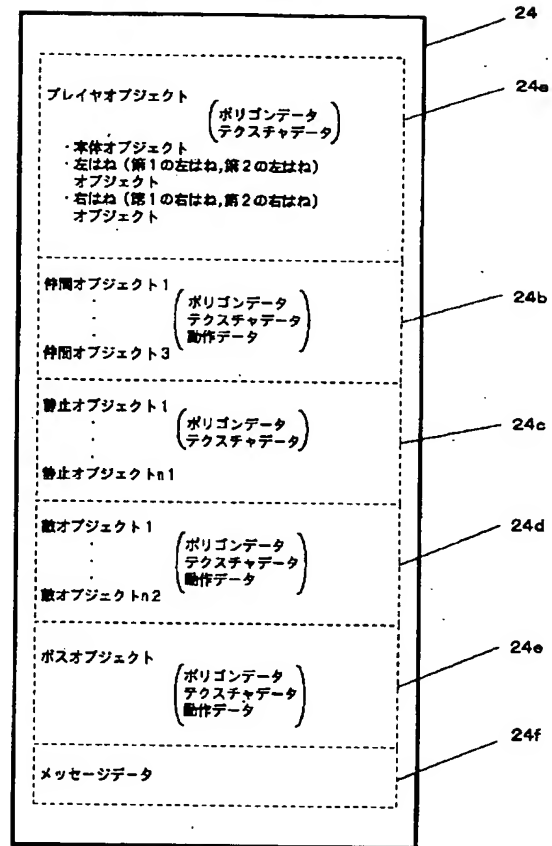 24
プレイヤオブジェクト
24a
ポリゴンデータ
テクスチャデータ
・本体オブジェクト
・左はね（第1の左はね，第2の左はね）
オブジェクト
・右はね（第1の右はね，第2の右はね）
オブジェクト
仲間オブジェクト1
24b
ポリゴンデータ
テクスチャデータ
動作データ
仲間オブジェクト3
静止オブジェクト1
24c
ポリゴンデータ
テクスチャデータ
静止オブジェクトn1
敵オブジェクト1
24d
ポリゴンデータ
テクスチャデータ
動作データ
敵オブジェクトn2
ボスオブジェクト
24e
ポリゴンデータ
テクスチャデータ
動作データ
24f
メッセージデータ